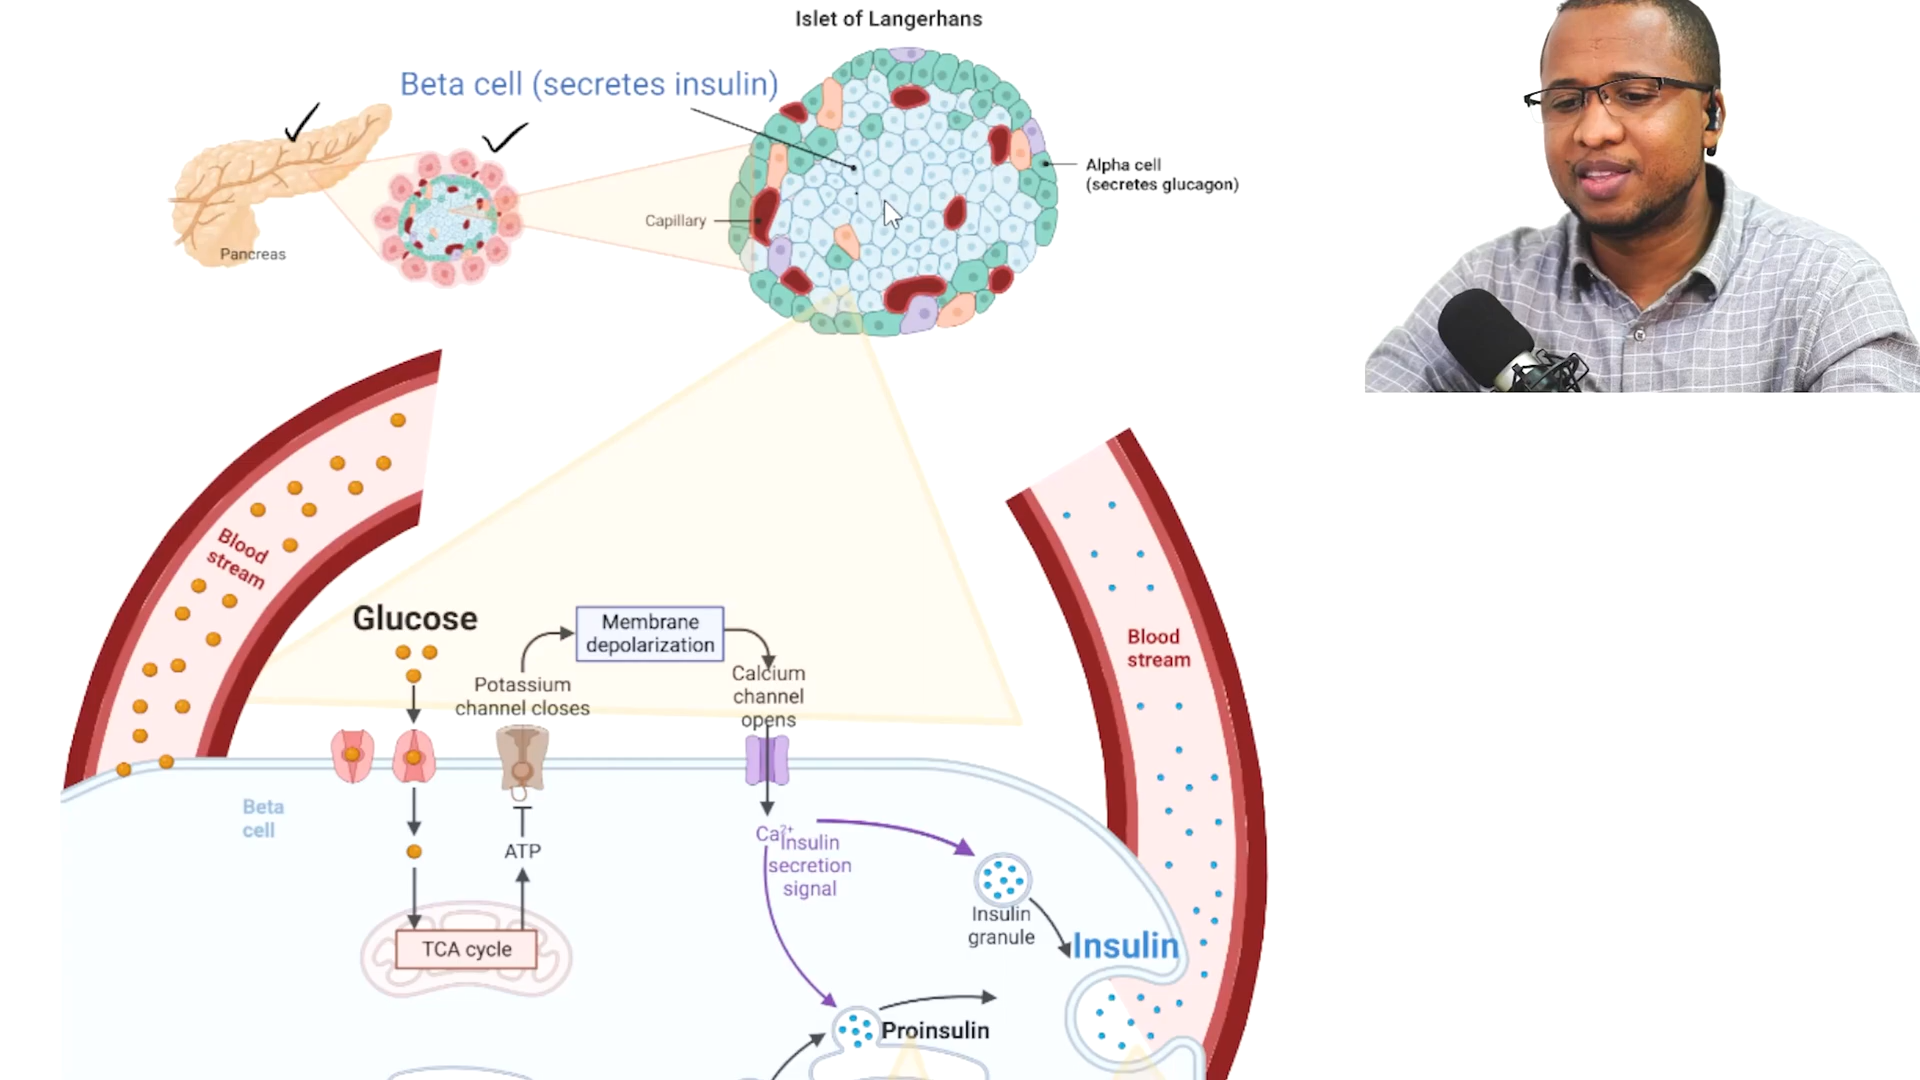 Islet of Langerhans
Beta cell (secretes insulin)
Alpha cell
(secretes glucagon)
Capillary
Pancreas
Blood
stream
Glucose
Membrane
depolarization
Potassium
channel closes
Calcium
channel
opens
Blood
stream
Beta
cell
ATP
Ca²⁺
Insulin
secretion
signal
Insulin
granule
TCA cycle
Insulin
Proinsulin